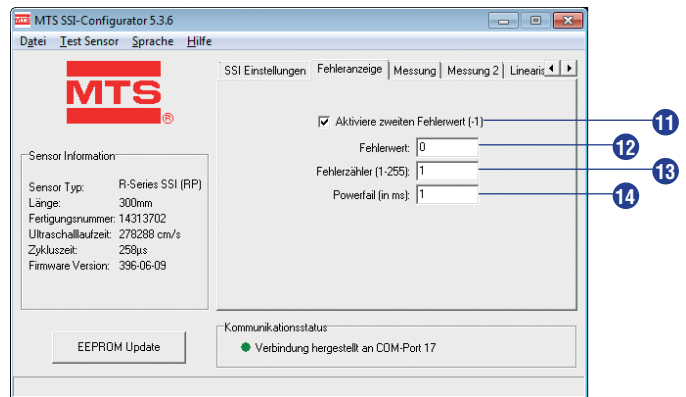 MTS SSI-Configurator 5.3.6
Datei Test Sensor Sprache Hilfe
MTS
®
SSI Einstellungen Fehleranzeige Messung Messung 2 Linearis
Aktiviere zweiten Fehlerwert (-1) 11
Fehlerwert: 0 12
Fehlerzähler (1-255): 1 13
Powerfail (in ms): 1 14
Sensor Information
Sensor Typ: R-Series SSI (RP)
Länge: 300mm
Fertigungsnummer: 14313702
Ultraschalllaufzeit: 278288 cm/s
Zykluszeit: 258µs
Firmware Version: 396-06-09
EEPROM Update
Kommunikationsstatus
Verbindung hergestellt an COM-Port 17